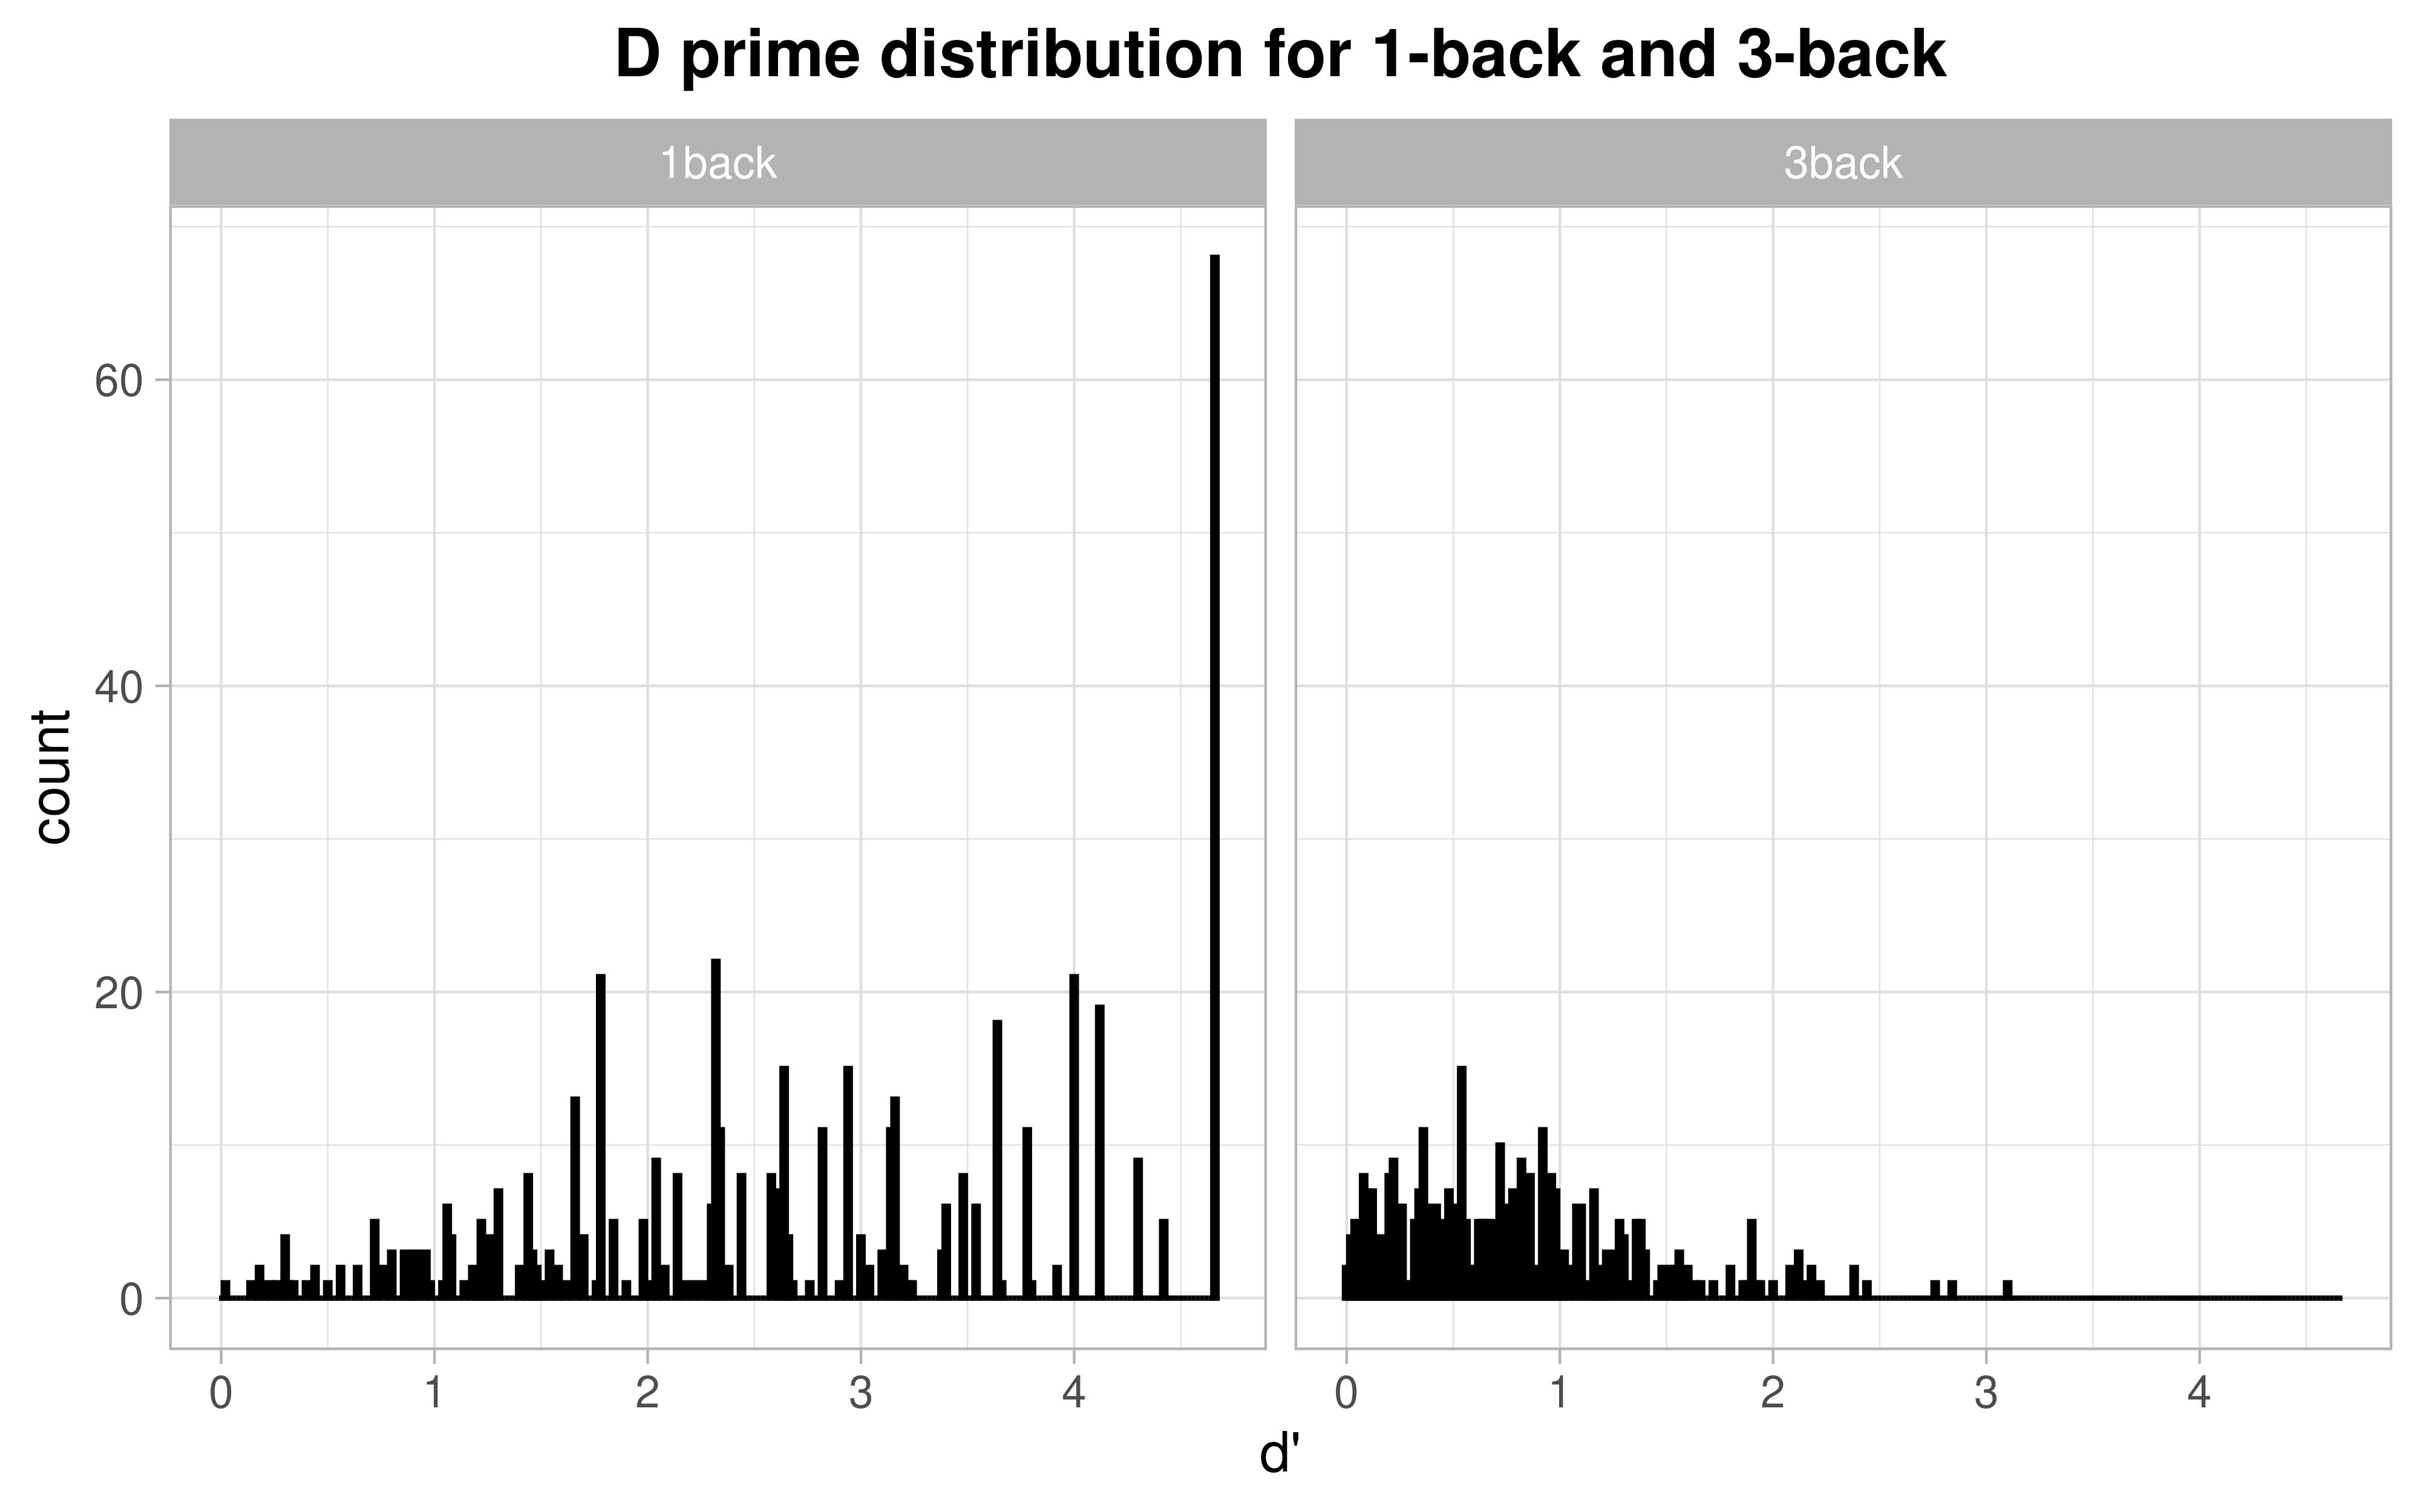 D prime distribution for 1-back and 3-back
1back 3back
60
40
20
0
count
0 1 2 3 4 0 1 2 3 4
d'